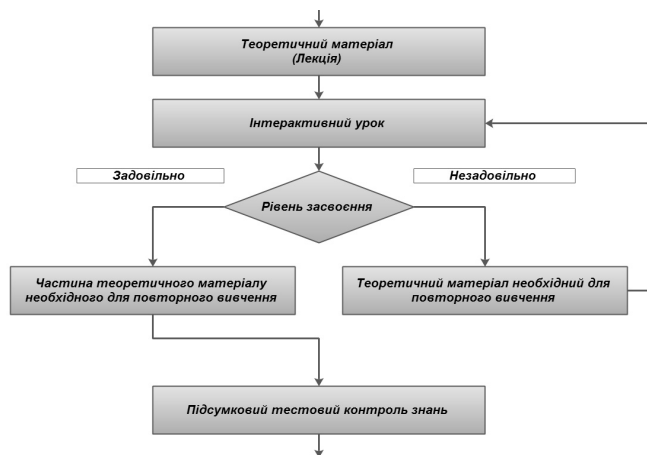 Теоретичний матеріал
(Лекція)
Інтерактивний урок
Задовільно
Незадовільно
Рівень засвоєння
Частина теоретичного матеріалу
необхідного для повторного вивчення
Теоретичний матеріал необхідний для
повторного вивчення
Підсумковий тестовий контроль знань